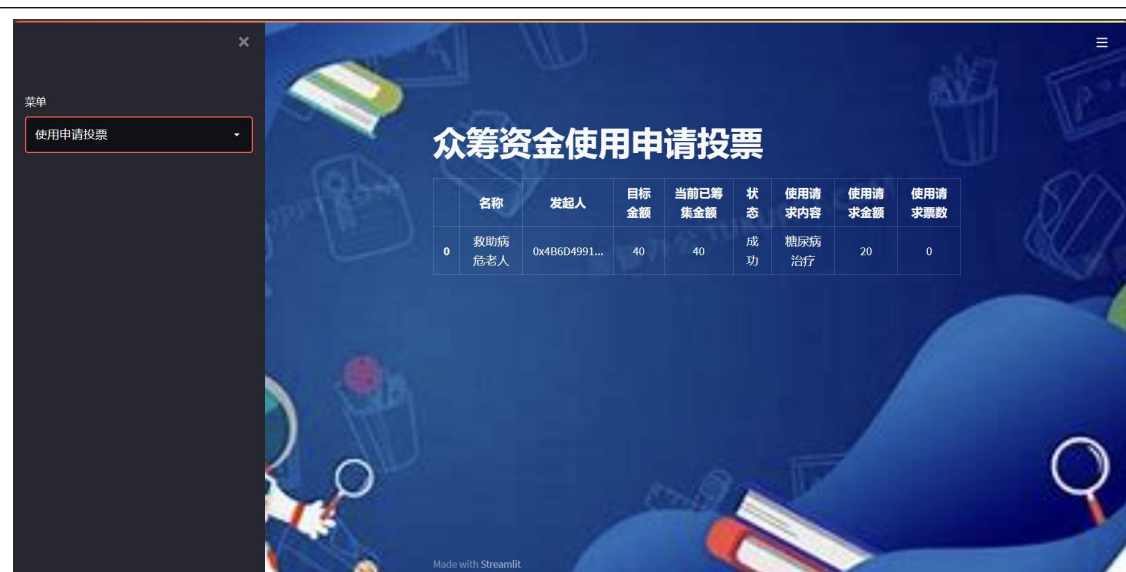 ×
菜单
使用申请投票
众筹资金使用申请投票
名称 发起人 目标金额 当前已筹集金额 状态 使用请求内容 使用请求金额 使用请求票数
0 救助病危老人 0x4B6D4991... 40 40 成功 糖尿病治疗 20 0
Made with Streamlit